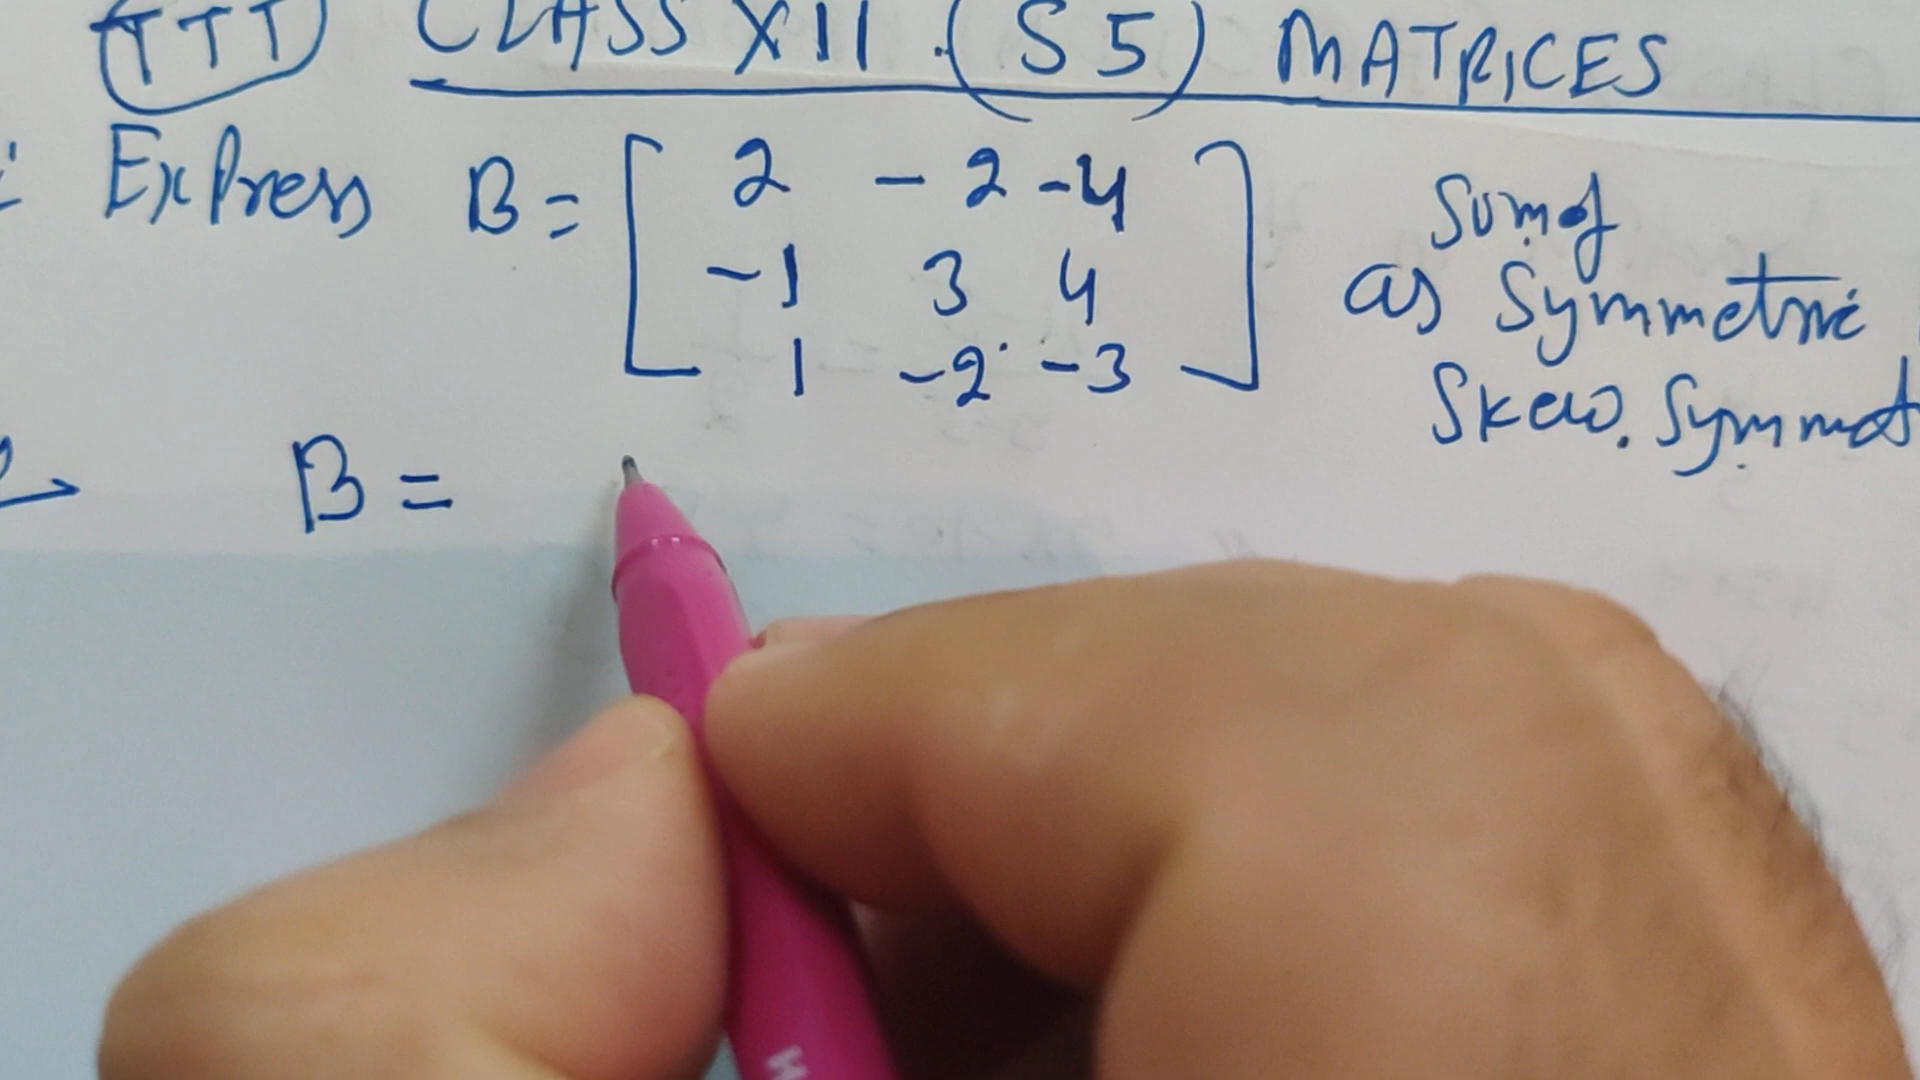 TTT CLASS XII (S5) MATRICES
Express B = [ 2 -2 -4
-1 3 4
1 -2 -3 ]
Sum of
as Symmetric
Skew. Symmet
B =